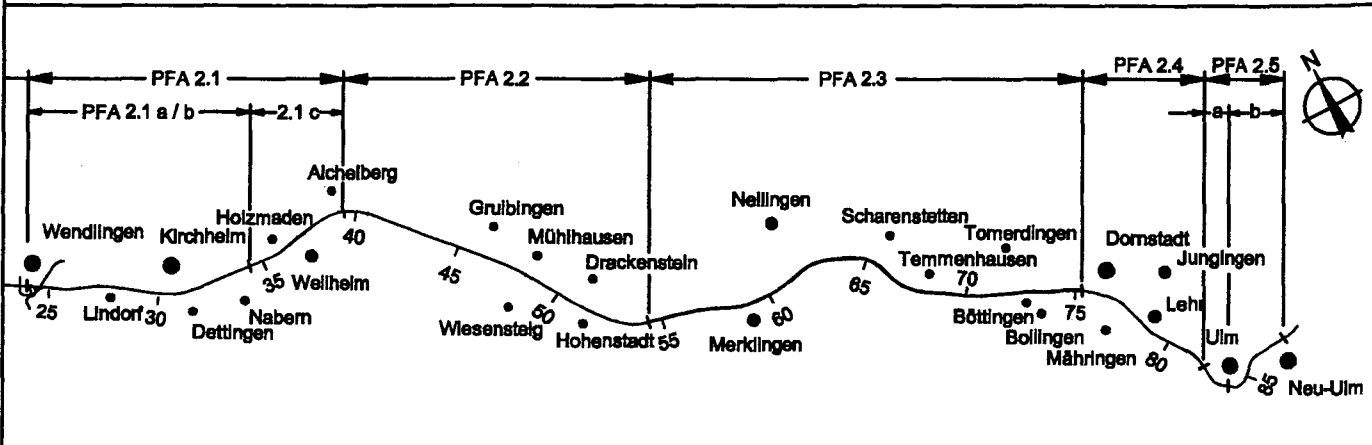 PFA 2.1
PFA 2.2
PFA 2.3
PFA 2.4
PFA 2.5
N
PFA 2.1 a / b
2.1 c
a
b
Aichelberg
Holzmaden
Wendlingen
Kirchheim
40
35
Weilheim
25
Lindorf
30
Nabern
Dettingen
Gruibingen
Mühlhausen
Drackenstein
45
50
Wiesensteig
Hohenstadt
55
Nellingen
Scharenstetten
Tomerdingen
Temmenhausen
70
65
60
Merklingen
Böttingen
Bollingen
Mähringen
75
Dornstadt
Jungingen
Lehr
80
Ulm
85
Neu-Ulm